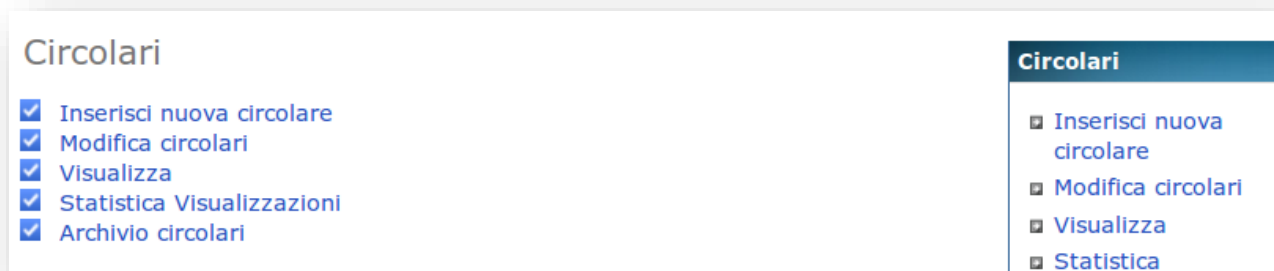 Circolari
Inserisci nuova circolare
Modifica circolari
Visualizza
Statistica Visualizzazioni
Archivio circolari
Circolari
Inserisci nuova
circolare
Modifica circolari
Visualizza
Statistica